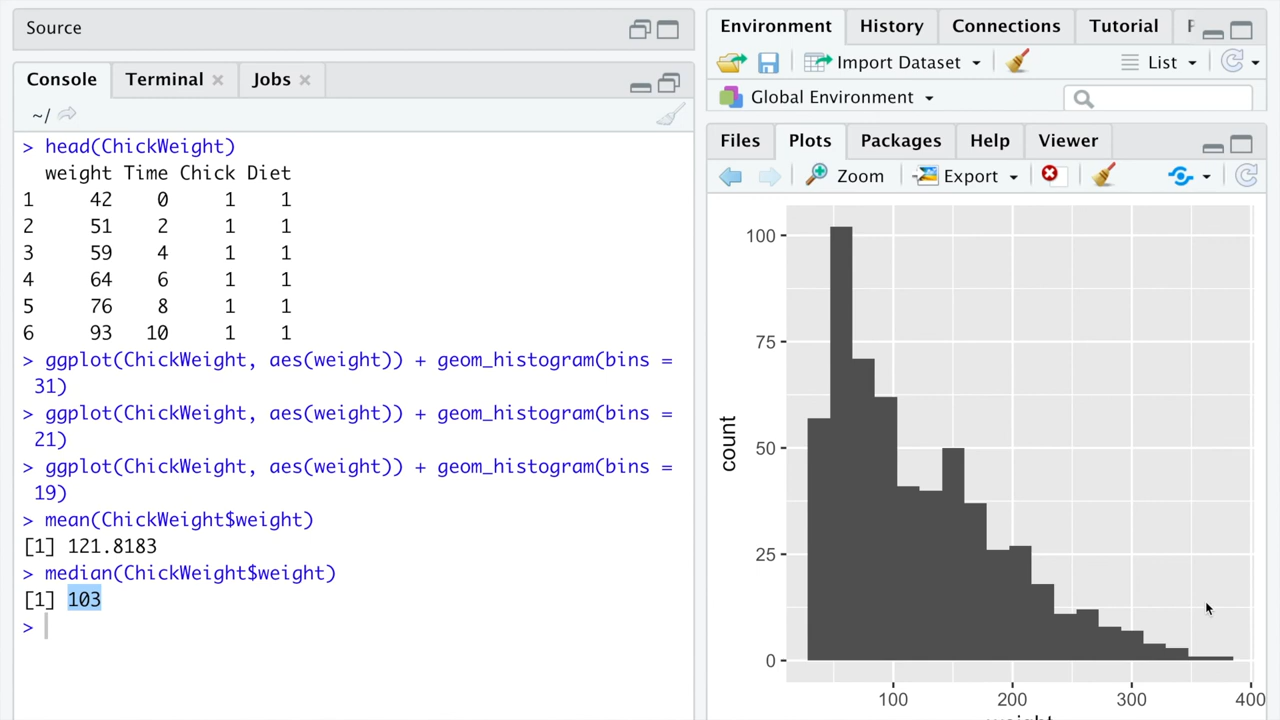 Source
Console Terminal Jobs
~/
> head(ChickWeight)
weight Time Chick Diet
1 42 0 1 1
2 51 2 1 1
3 59 4 1 1
4 64 6 1 1
5 76 8 1 1
6 93 10 1 1
> ggplot(ChickWeight, aes(weight)) + geom_histogram(bins =
31)
> ggplot(ChickWeight, aes(weight)) + geom_histogram(bins =
21)
> ggplot(ChickWeight, aes(weight)) + geom_histogram(bins =
19)
> mean(ChickWeight$weight)
[1] 121.8183
> median(ChickWeight$weight)
[1] 103
>
Environment History Connections Tutorial
Import Dataset List
Global Environment
Files Plots Packages Help Viewer
Zoom Export
100
75
50
25
0
count
100 200 300 400
weight